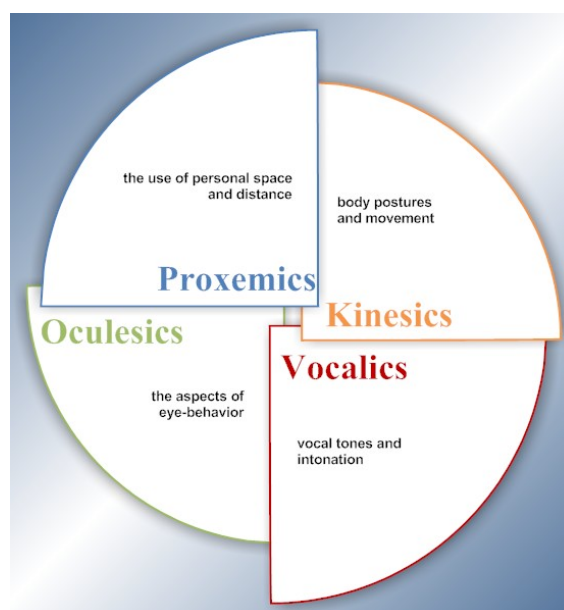 the use of personal space
and distance
Proxemics
body postures
and movement
Kinesics
Oculesics
the aspects of
eye-behavior
Vocalics
vocal tones and
intonation